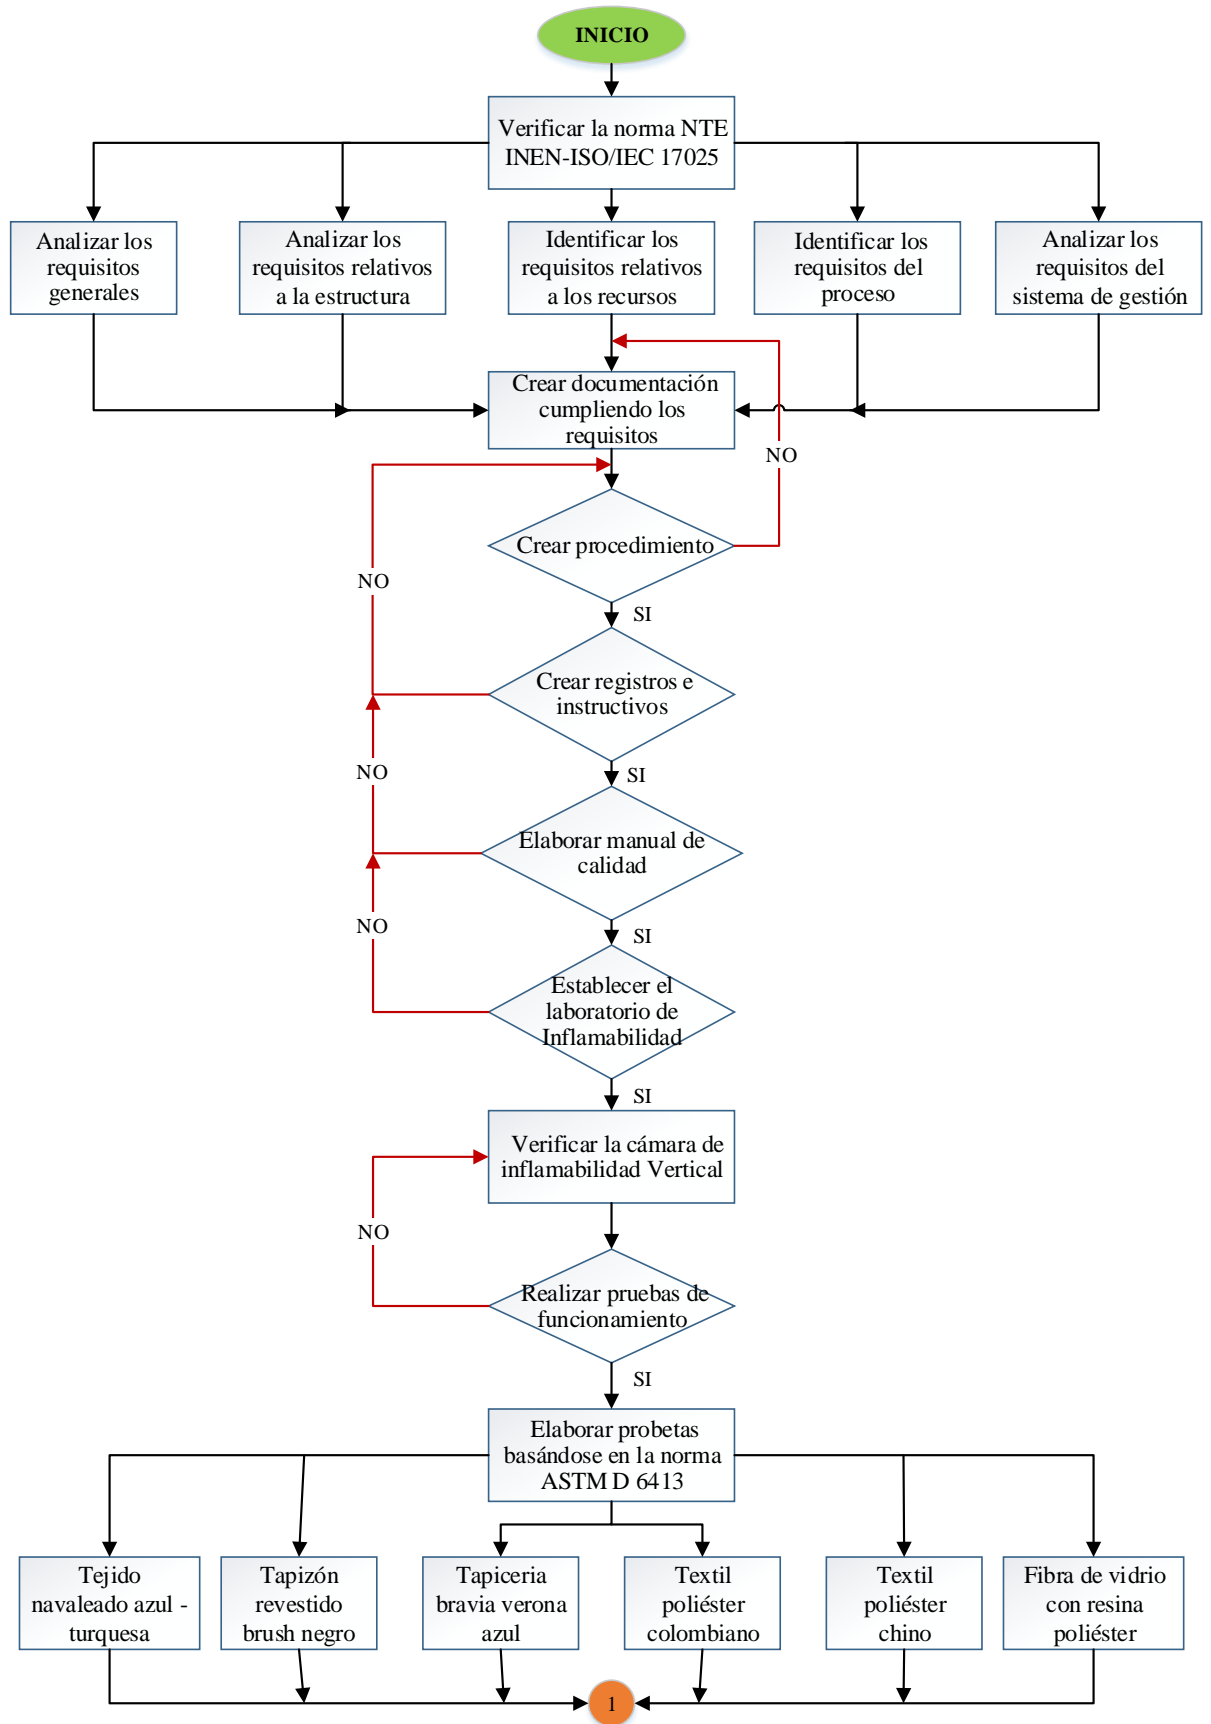 INICIO
Verificar la norma NTE
INEN-ISO/IEC 17025
Analizar los
requisitos
generales
Analizar los
requisitos relativos
a la estructura
Identificar los
requisitos relativos
a los recursos
Identificar los
requisitos del
proceso
Analizar los
requisitos del
sistema de gestión
Crear documentación
cumpliendo los
requisitos
NO
Crear procedimiento
NO
SI
Crear registros e
instructivos
NO
SI
Elaborar manual de
calidad
NO
SI
Establecer el
laboratorio de
Inflamabilidad
SI
Verificar la cámara de
inflamabilidad Vertical
NO
Realizar pruebas de
funcionamiento
SI
Elaborar probetas
basándose en la norma
ASTM D 6413
Tejido
navaleado azul -
turquesa
Tapizón
revestido
brush negro
Tapiceria
bravia verona
azul
Textil
poliéster
colombiano
Textil
poliéster
chino
Fibra de vidrio
con resina
poliéster
1